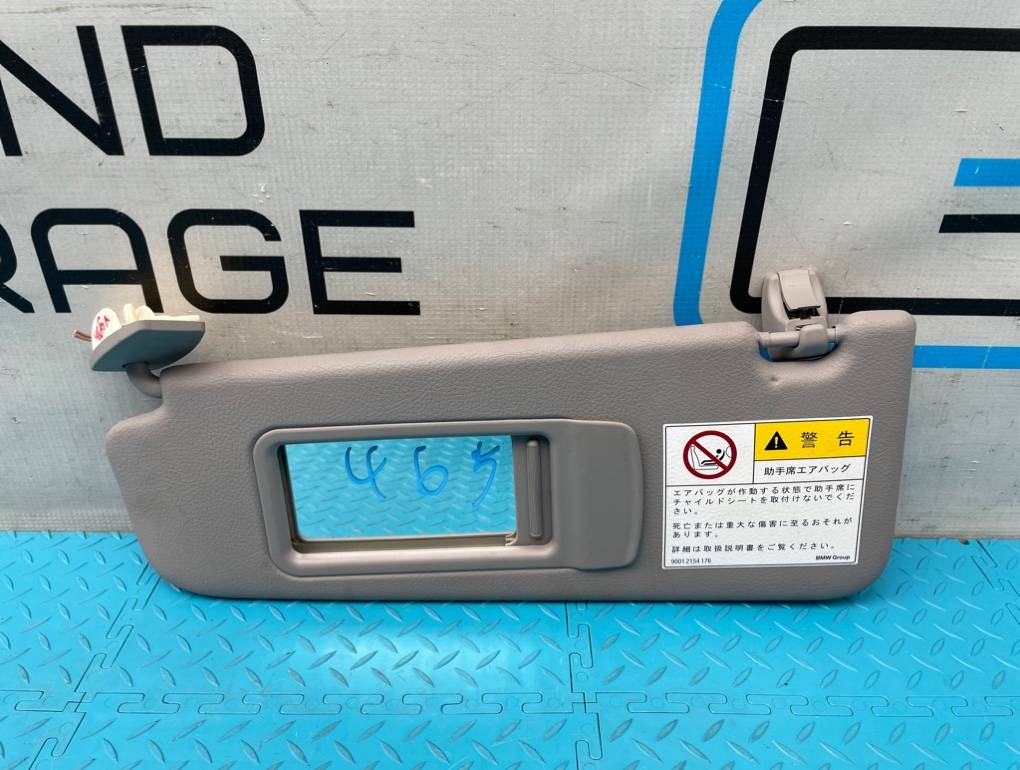 ND
RAGE
465
警告
助手席エアバッグ
エアバッグが作動する状態で助手席に
チャイルドシートを取付けないでくだ
さい。
死亡または重大な傷害に至るおそれが
あります。
詳細は取扱説明書をご覧ください。
BMW Group
9001 2154 178